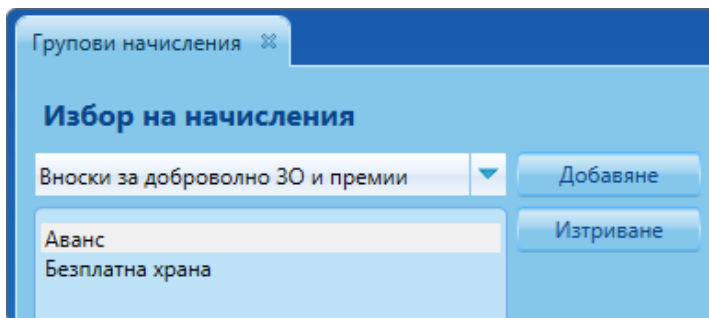 Групови начисления
Избор на начисления
Вноски за доброволно ЗО и премии
Добавяне
Изтриване
Аванс
Безплатна храна